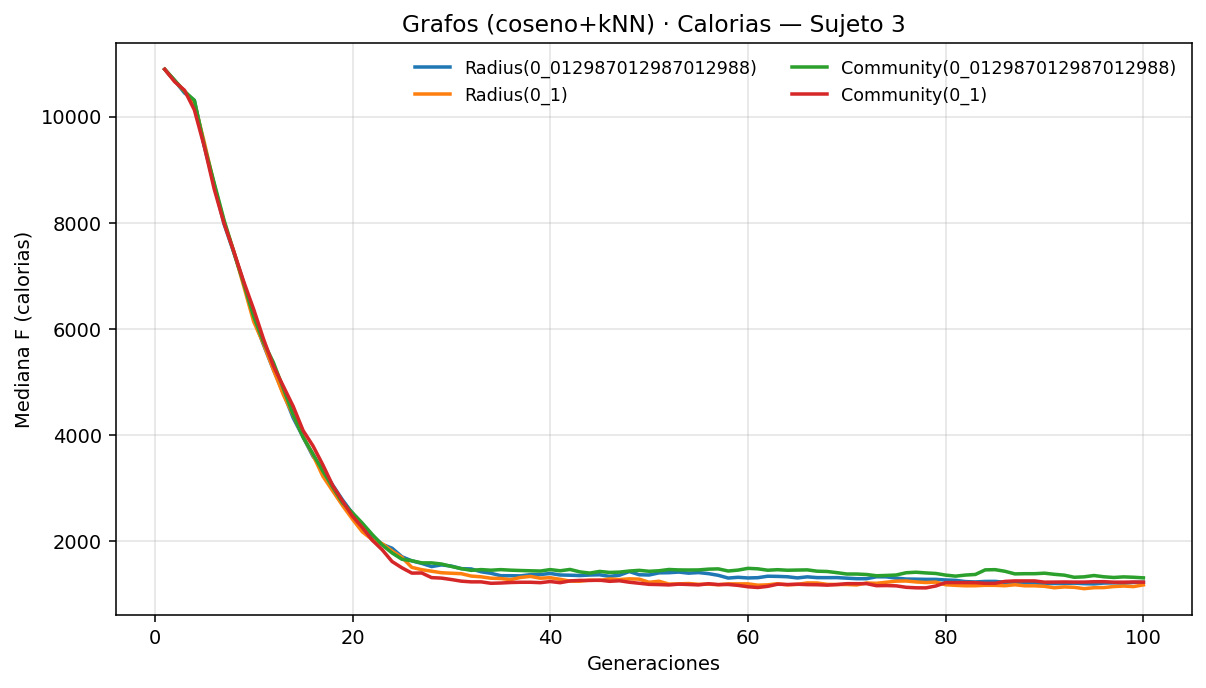 Grafos (coseno+kNN) · Calorias — Sujeto 3
Radius(0_012987012987012988)
Radius(0_1)
Community(0_012987012987012988)
Community(0_1)
Mediana F (calorias)
10000
8000
6000
4000
2000
0
20
40
60
80
100
Generaciones